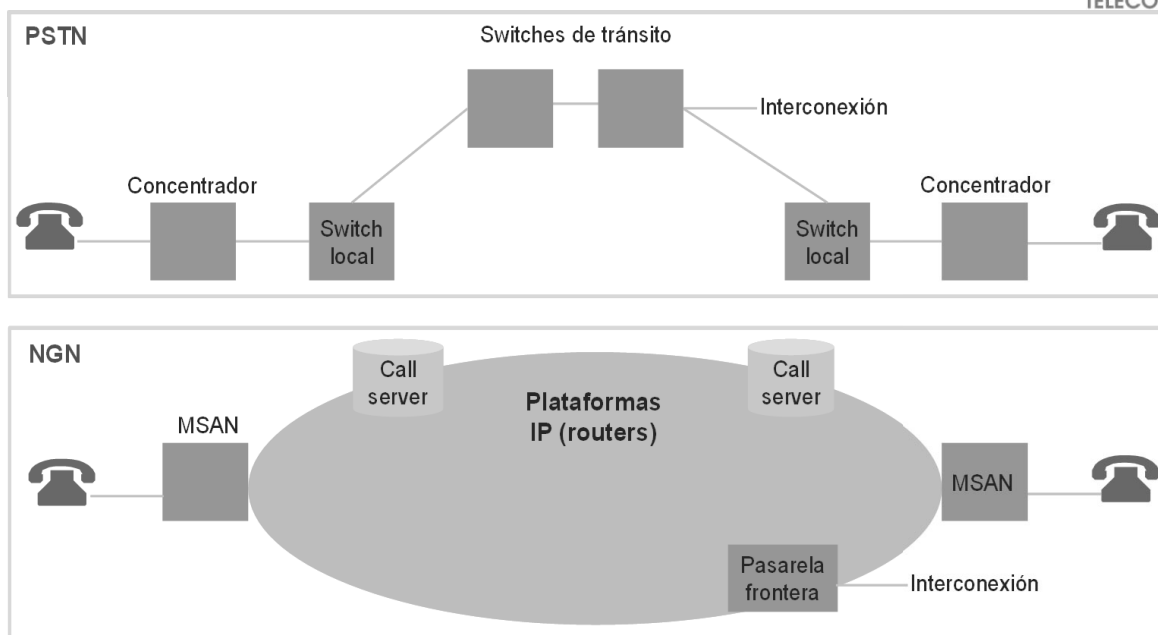 TELECO
PSTN
Switches de tránsito
Interconexión
Concentrador
Concentrador
Switch
local
Switch
local
NGN
Call
server
Call
server
Plataformas
IP (routers)
MSAN
MSAN
Pasarela
frontera
Interconexión